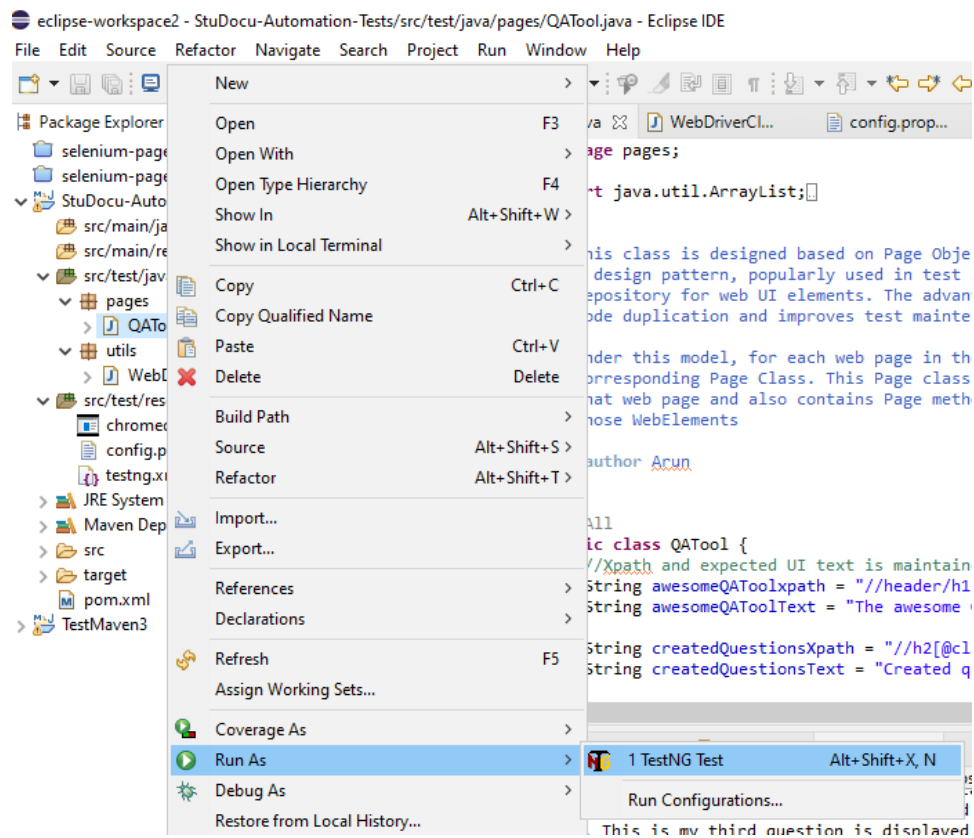 eclipse-workspace2 - StuDocu-Automation-Tests/src/test/java/pages/QATool.java - Eclipse IDE
File Edit Source Refactor Navigate Search Project Run Window Help
Package Explorer
selenium-page
selenium-page
StuDocu-Auto
src/main/ja
src/main/re
src/test/jav
pages
QATo
utils
WebD
src/test/res
chromed
config.p
testng.x
JRE System
Maven Dep
src
target
pom.xml
TestMaven3
New
Open F3
Open With
Open Type Hierarchy F4
Show In Alt+Shift+W
Show in Local Terminal
Copy Ctrl+C
Copy Qualified Name
Paste Ctrl+V
Delete Delete
Build Path
Source Alt+Shift+S
Refactor Alt+Shift+T
Import...
Export...
References
Declarations
Refresh F5
Assign Working Sets...
Coverage As
Run As
Debug As
Restore from Local History...
1 TestNG Test Alt+Shift+X, N
Run Configurations...
va WebDriverCl... config.prop...
age pages;
rt java.util.ArrayList;
his class is designed based on Page Obje
design pattern, popularly used in test
epository for web UI elements. The advan
ode duplication and improves test mainte
nder this model, for each web page in th
orresponding Page Class. This Page class
hat web page and also contains Page metho
hose WebElements
author Arun
All
ic class QATool {
//Xpath and expected UI text is maintain
String awesomeQAToolxpath = "//header/h1
String awesomeQAToolText = "The awesome
String createdQuestionsXpath = "//h2[@cl
String createdQuestionsText = "Created q
This is my third question is displayed